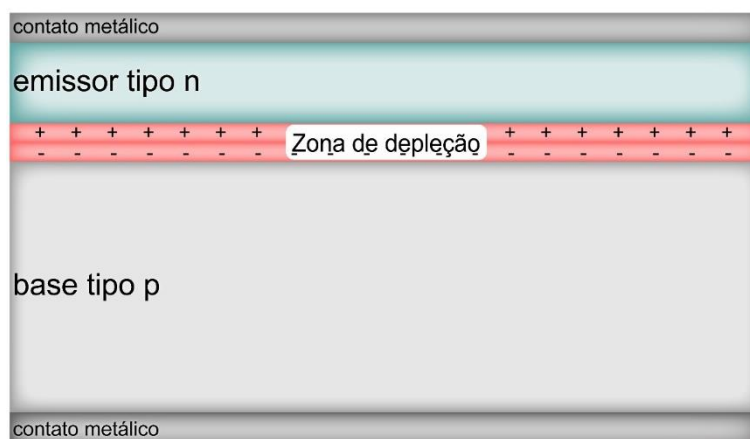 contato metálico
emissor tipo n
+ + + + + + + Zona de depleção + + + + + + +
- - - - - - - - - - - - - -
base tipo p
contato metálico